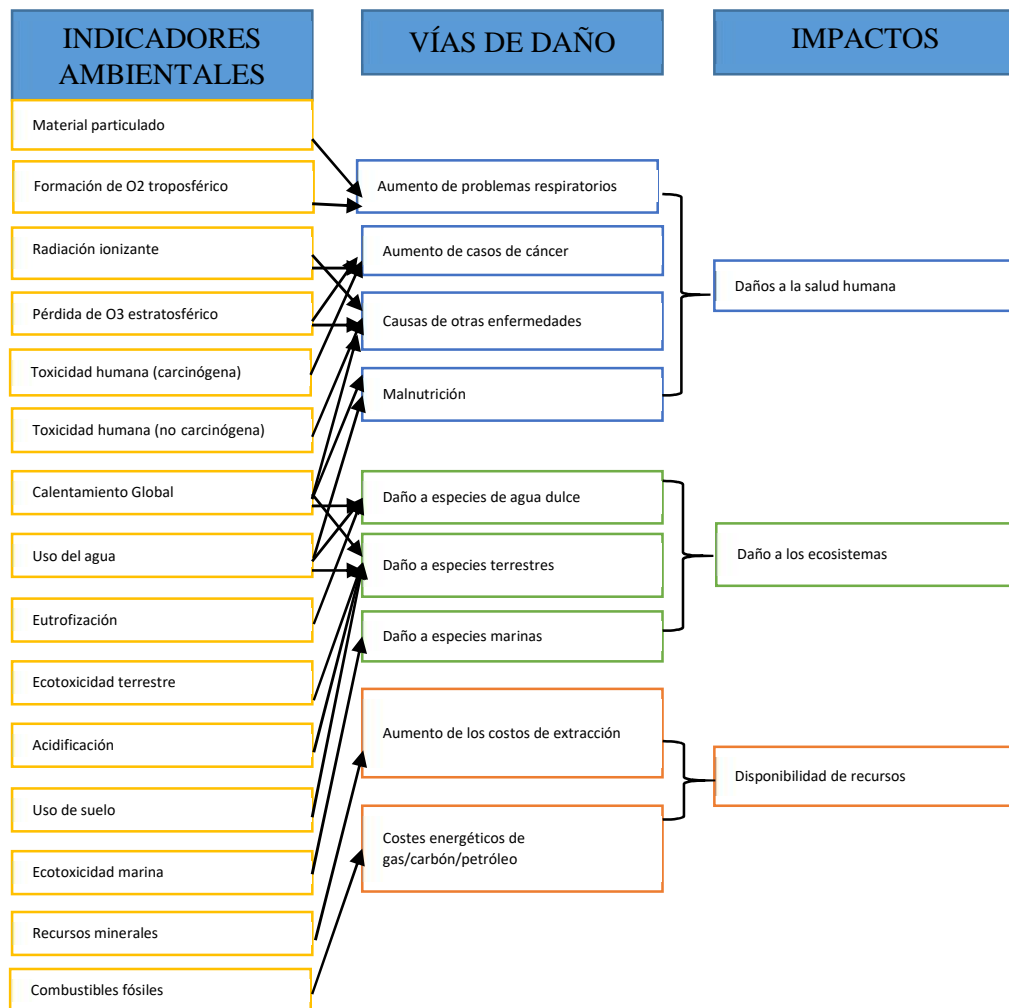 INDICADORES
AMBIENTALES
Material particulado
Formación de O2 troposférico
Radiación ionizante
Pérdida de O3 estratosférico
Toxicidad humana (carcinógena)
Toxicidad humana (no carcinógena)
Calentamiento Global
Uso del agua
Eutrofización
Ecotoxicidad terrestre
Acidificación
Uso de suelo
Ecotoxicidad marina
Recursos minerales
Combustibles fósiles
VÍAS DE DAÑO
Aumento de problemas respiratorios
Aumento de casos de cáncer
Causas de otras enfermedades
Malnutrición
Daño a especies de agua dulce
Daño a especies terrestres
Daño a especies marinas
Aumento de los costos de extracción
Costes energéticos de
gas/carbón/petróleo
IMPACTOS
Daños a la salud humana
Daño a los ecosistemas
Disponibilidad de recursos